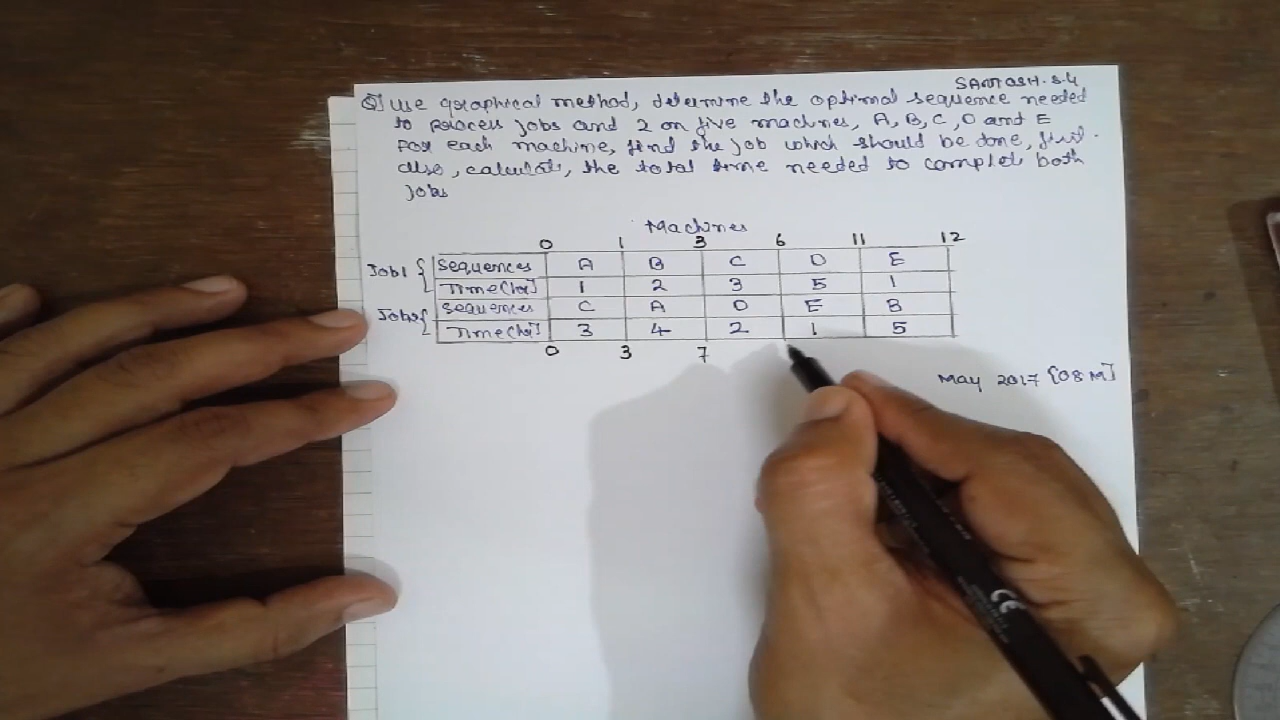 SANTOSH.S.4
Q] Use graphical method, determine the optimal sequence needed
to process jobs and 2 on five machines, A, B, C, D and E
For each machine, find the job which should be done, first.
also, calculate, the total time needed to complete both
jobs
Machines
0 1 3 6 11 12
Job1 { Sequences A B C D E
Time(hr) 1 2 3 5 1
Job2 { Sequences C A D E B
Time(hr) 3 4 2 1 5
0 3 7
May 2017 [08 M]
CE